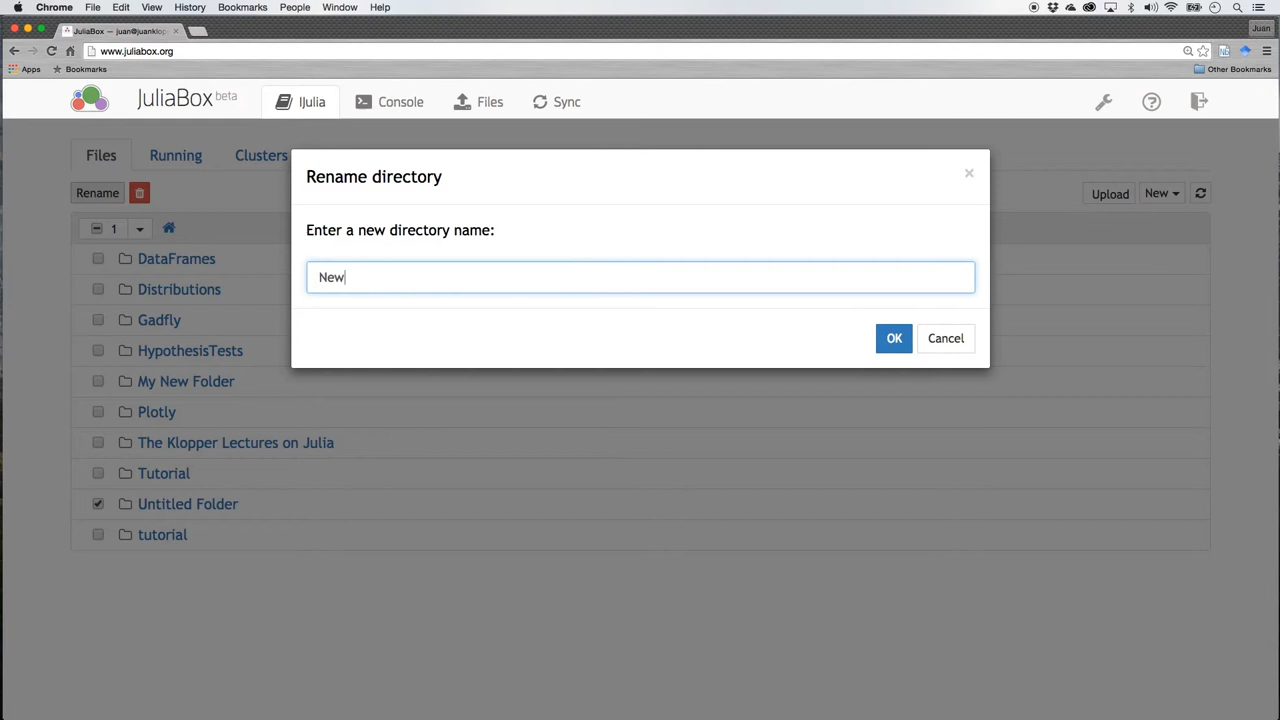 Chrome File Edit View History Bookmarks People Window Help
JuliaBox — juan@juanklop
Juan
www.juliabox.org
Apps Bookmarks Other Bookmarks
JuliaBox beta IJulia Console Files Sync
Files Running Clusters
Rename directory
Rename Upload New
1
Enter a new directory name:
New
OK Cancel
DataFrames
Distributions
Gadfly
HypothesisTests
My New Folder
Plotly
The Klopper Lectures on Julia
Tutorial
Untitled Folder
tutorial